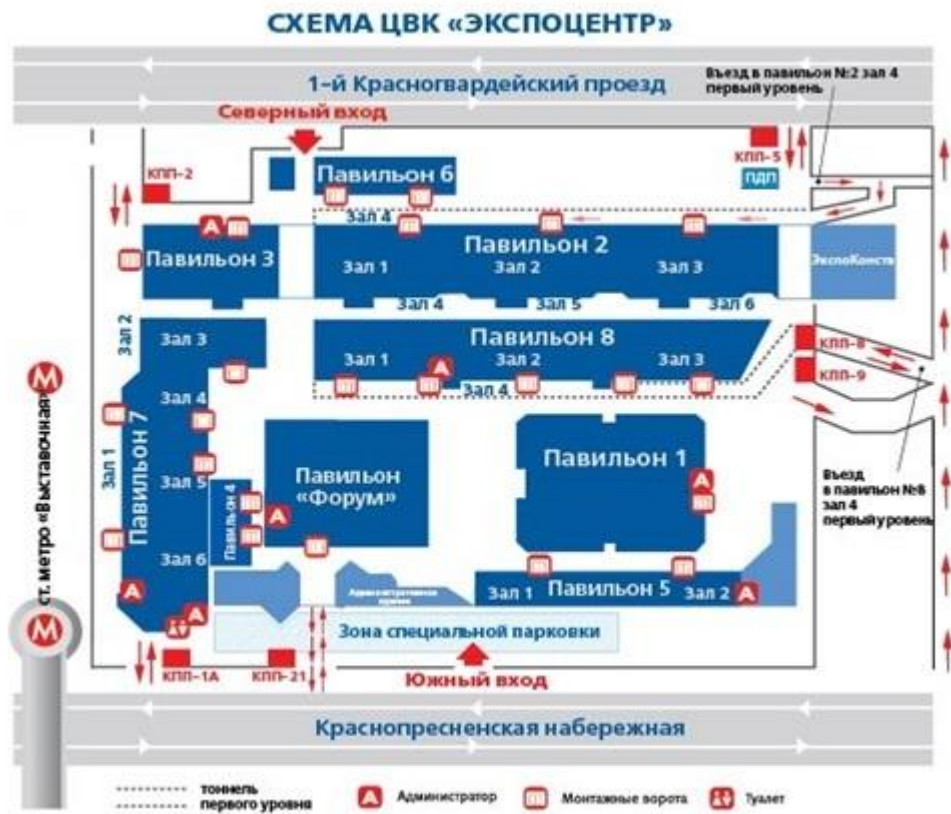 СХЕМА ЦВК «ЭКСПОЦЕНТР»
1-й Красногвардейский проезд
Въезд в павильон №2 зал 4
первый уровень
Северный вход
КПП-2
КПП-5
ПДП
Павильон 6
Зал 4
Павильон 3
Павильон 2
Зал 1
Зал 2
Зал 3
ЭкспоКонста
Зал 4
Зал 5
Зал 6
Зал 2
Зал 3
Павильон 8
Зал 1
Зал 2
Зал 3
Зал 4
КПП-8
КПП-9
М
ст. метро «Выставочная»
М
Зал 1
Павильон 7
Зал 4
Зал 5
Зал 6
Павильон 4
Павильон
«Форум»
Павильон 1
Въезд
в павильон №8
зал 4
первый уровень
А
А
А
А
А
А
А
Административное
Зал 1
Павильон 5
Зал 2
Зона специальной парковки
КПП-1А
КПП-21
Южный вход
Краснопресненская набережная
тоннель
первого уровня
А
Администратор
Монтажные ворота
Туалет